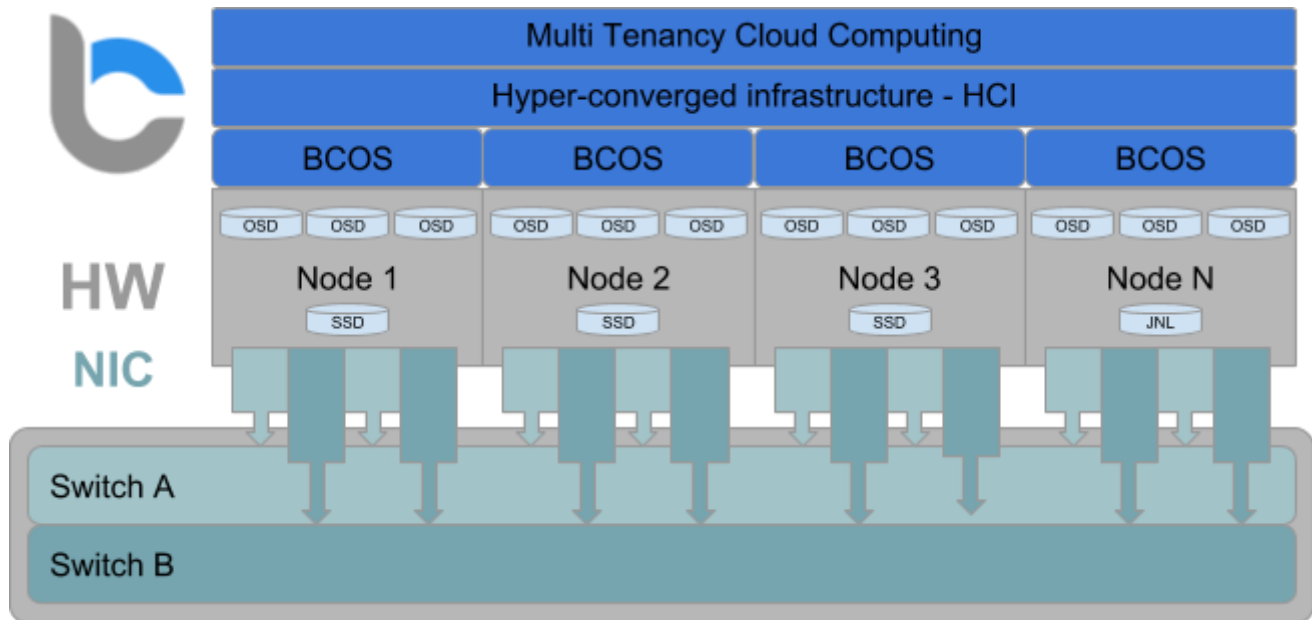 Multi Tenancy Cloud Computing
Hyper-converged infrastructure - HCI
BCOS BCOS BCOS BCOS
OSD OSD OSD OSD OSD OSD OSD OSD OSD OSD OSD OSD
HW
Node 1 Node 2 Node 3 Node N
SSD SSD SSD JNL
NIC
Switch A
Switch B